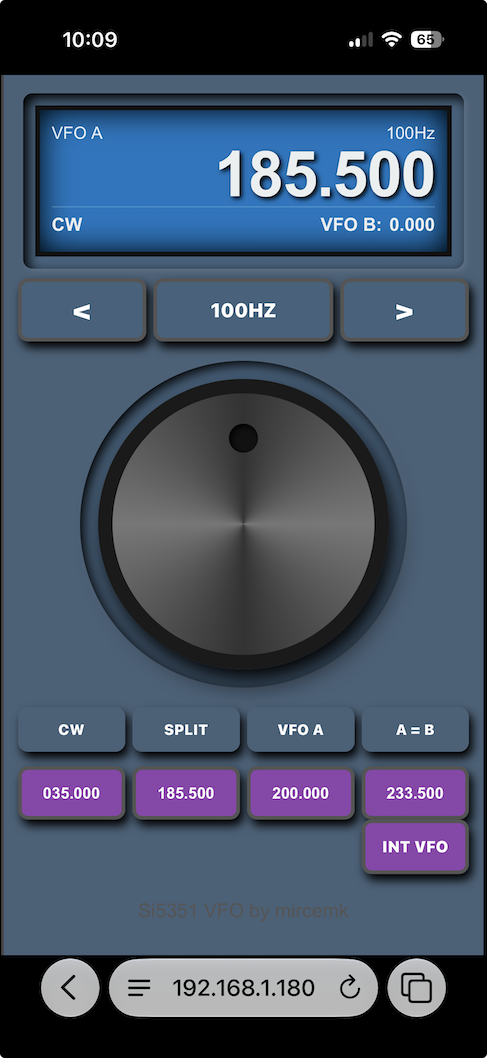 10:09
65
VFO A 100Hz
185.500
CW VFO B: 0.000
< 100HZ >
CW SPLIT VFO A A = B
035.000 185.500 200.000 233.500
INT VFO
Si5351 VFO by mircemk
192.168.1.180